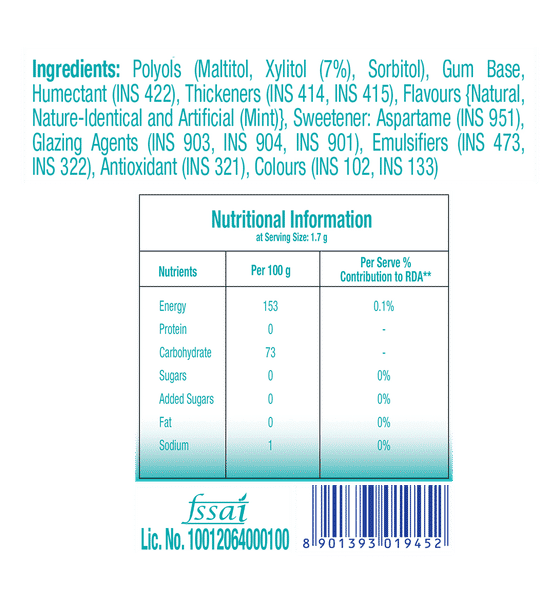 Ingredients: Polyols (Maltitol, Xylitol (7%), Sorbitol), Gum Base,
Humectant (INS 422), Thickeners (INS 414, INS 415), Flavours {Natural,
Nature-Identical and Artificial (Mint)}, Sweetener: Aspartame (INS 951),
Glazing Agents (INS 903, INS 904, INS 901), Emulsifiers (INS 473,
INS 322), Antioxidant (INS 321), Colours (INS 102, INS 133)
Nutritional Information
at Serving Size: 1.7 g
Nutrients Per 100 g Per Serve %
Contribution to RDA**
Energy 153 0.1%
Protein 0 -
Carbohydrate 73 -
Sugars 0 0%
Added Sugars 0 0%
Fat 0 0%
Sodium 1 0%
fssai
Lic. No. 10012064000100
8 901393 019452